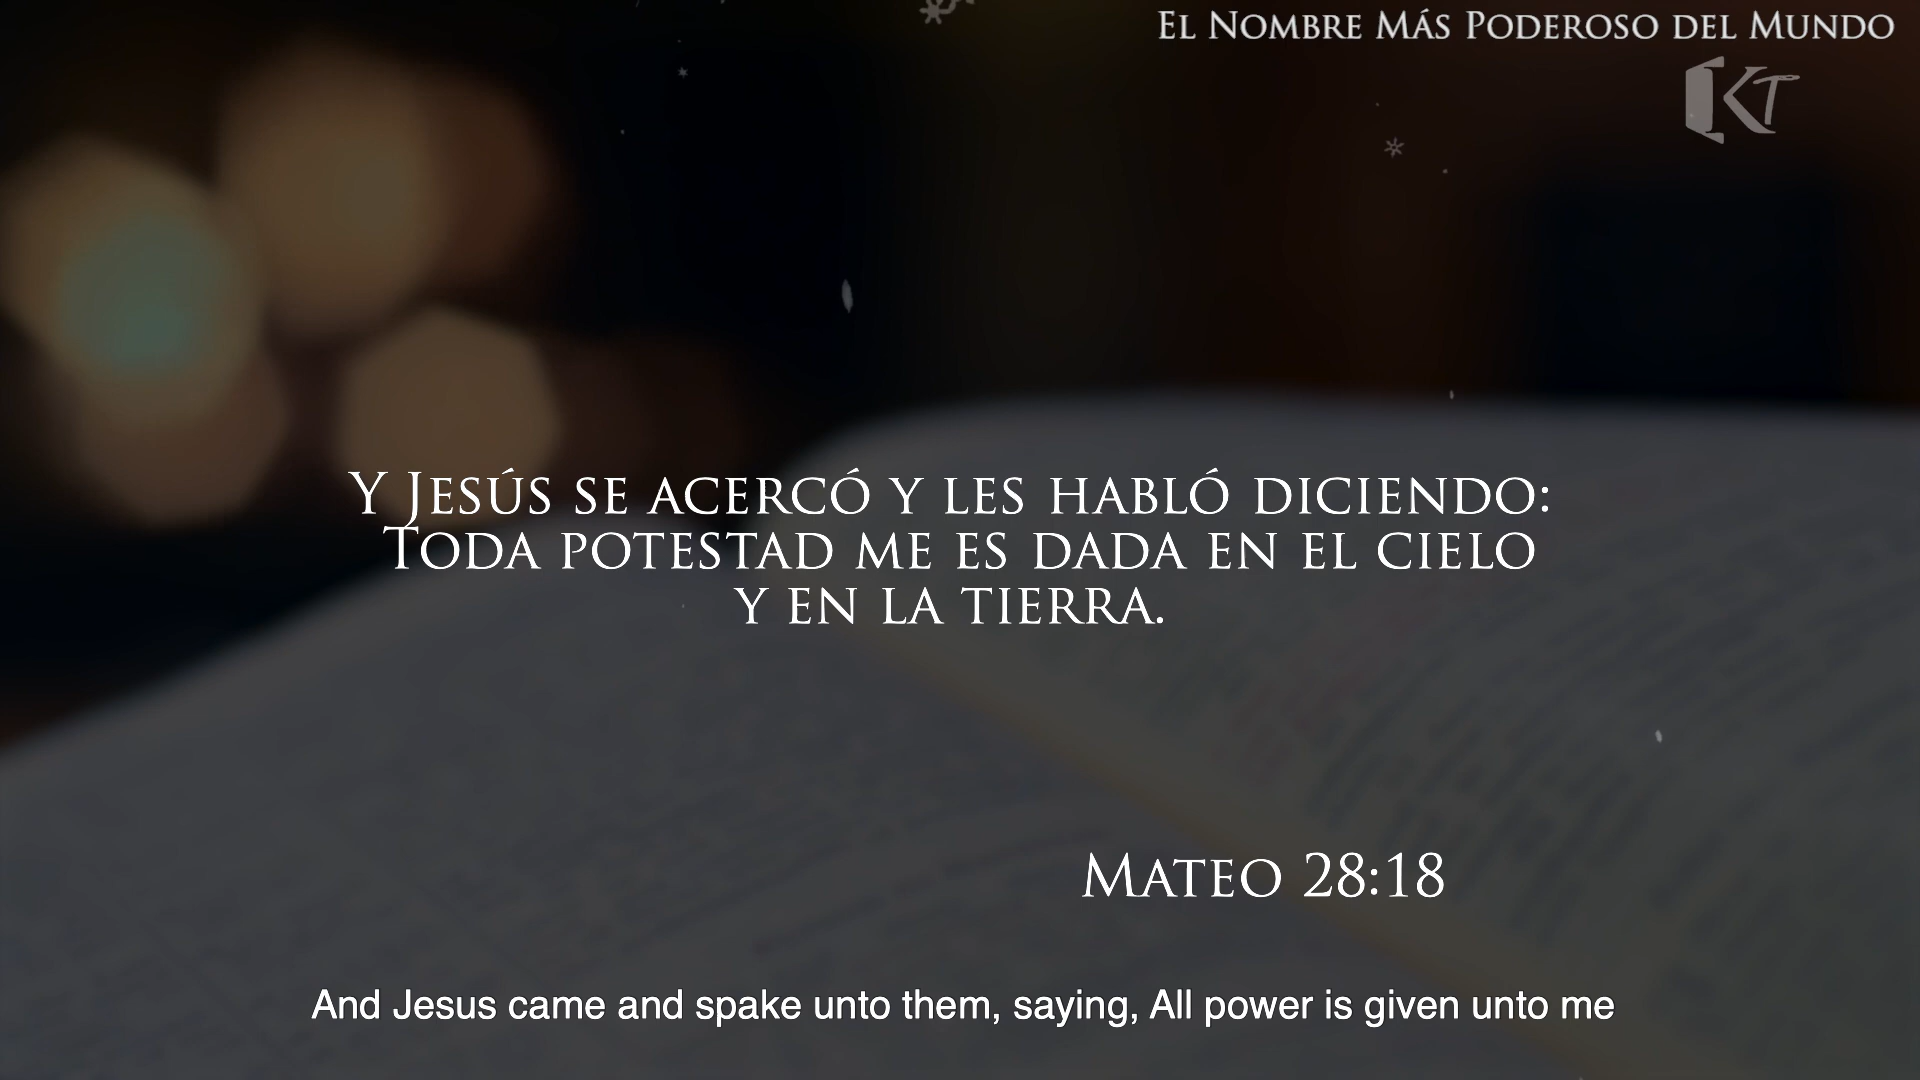 El Nombre Más Poderoso del Mundo
KT
Y Jesús se acercó y les habló diciendo:
Toda potestad me es dada en el cielo
y en la tierra.
Mateo 28:18
And Jesus came and spake unto them, saying, All power is given unto me